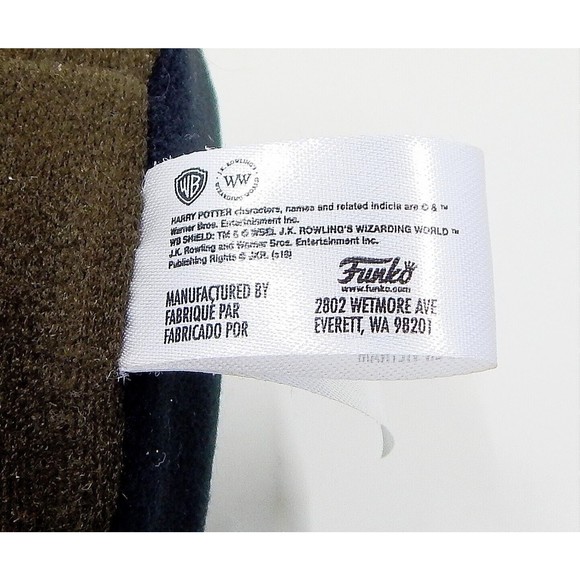 WB
J.K. ROWLING'S
WW
WIZARDING WORLD
HARRY POTTER characters, names and related indicia are © & ™
Warner Bros. Entertainment Inc.
WB SHIELD: TM & © WBEI. J.K. ROWLING'S WIZARDING WORLD ™
J.K. Rowling and Warner Bros. Entertainment Inc.
Publishing Rights © JKR. (s19)
Funko
www.funko.com
MANUFACTURED BY
FABRIQUÉ PAR
FABRICADO POR
2802 WETMORE AVE
EVERETT, WA 98201